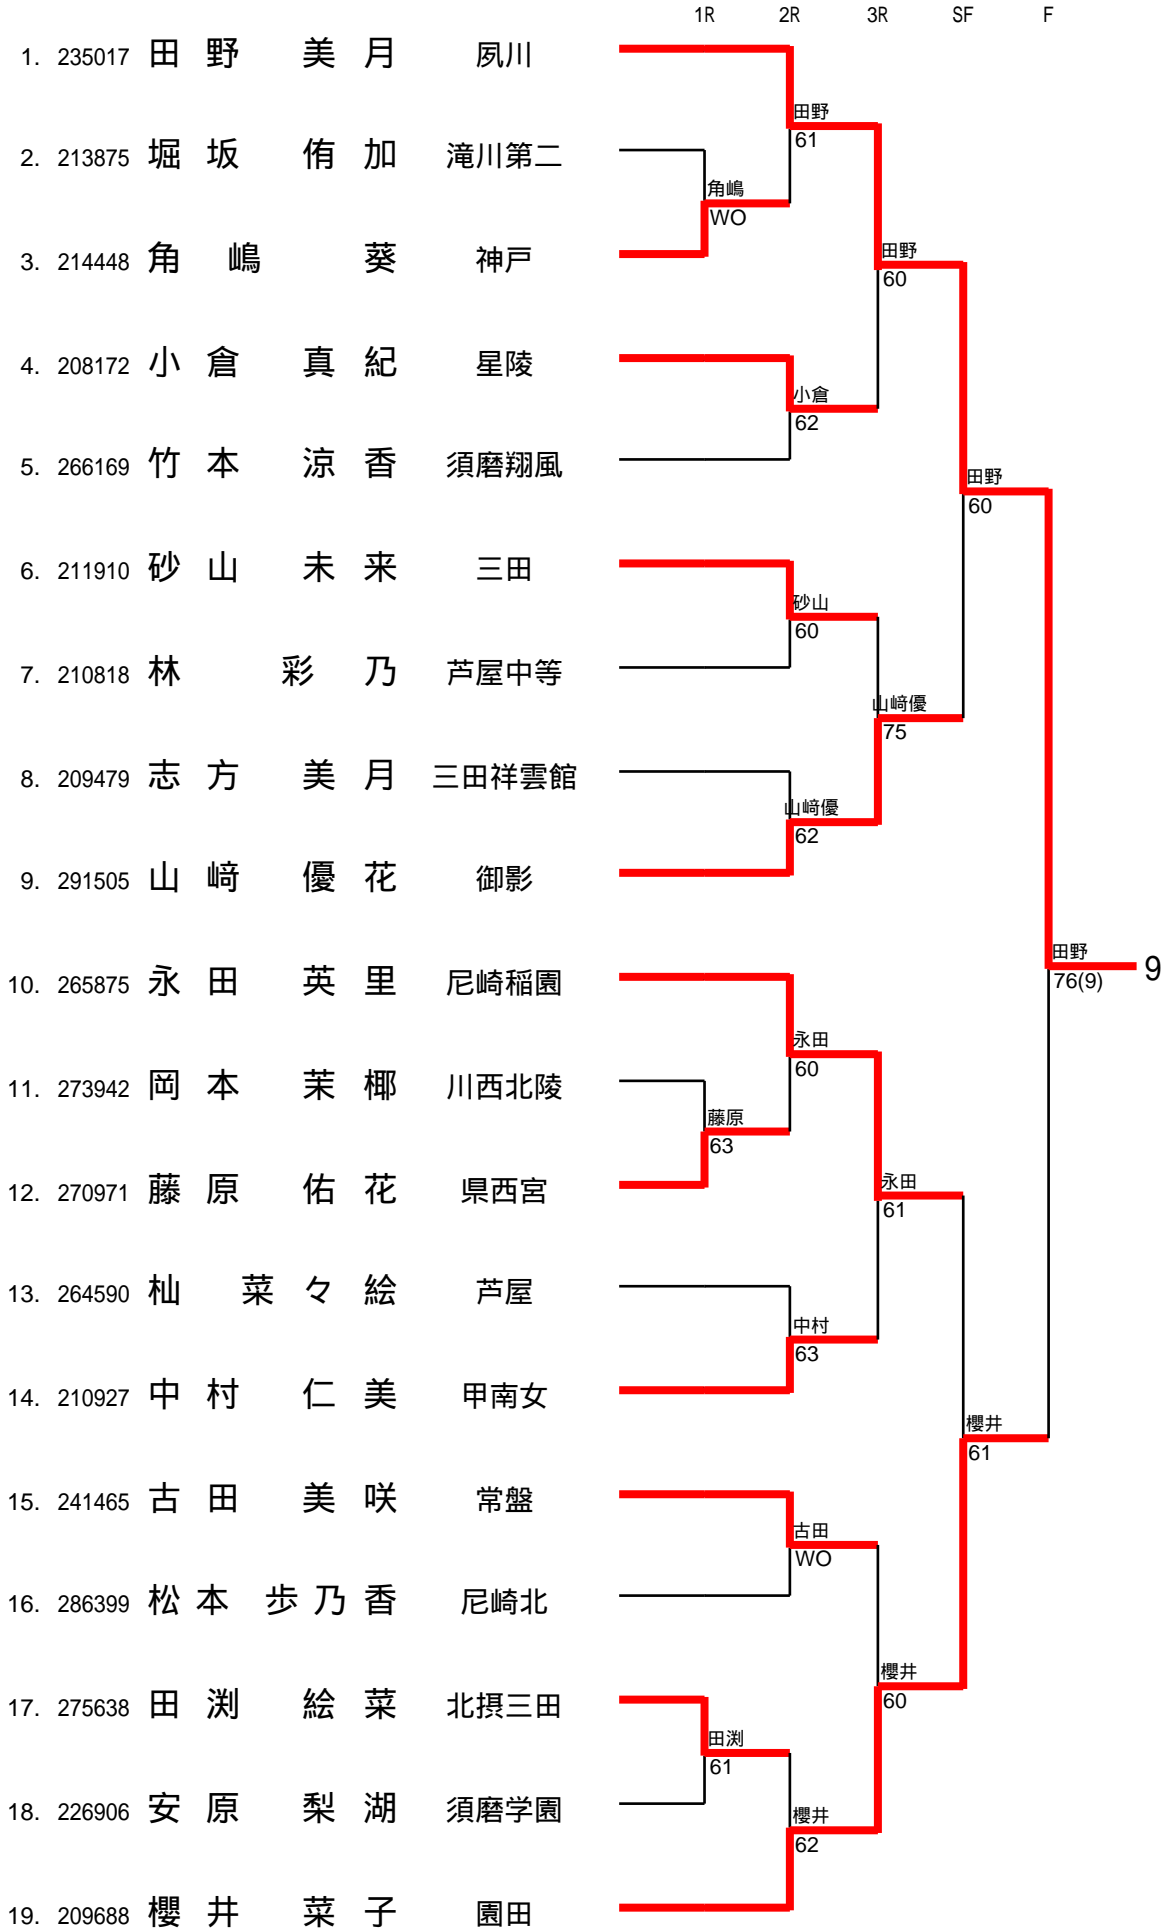 1R 2R 3R SF F
1. 235017 田野 美月 夙川
田野
61
2. 213875 堀坂 侑加 滝川第二
角嶋
WO
3. 214448 角嶋 葵 神戸
田野
60
4. 208172 小倉 真紀 星陵
小倉
62
5. 266169 竹本 涼香 須磨翔風
田野
60
6. 211910 砂山 未来 三田
砂山
60
7. 210818 林 彩乃 芦屋中等
山﨑優
75
8. 209479 志方 美月 三田祥雲館
山﨑優
62
9. 291505 山﨑 優花 御影
田野
76(9)
9
10. 265875 永田 英里 尼崎稲園
永田
60
11. 273942 岡本 茉椰 川西北陵
藤原
63
12. 270971 藤原 佑花 県西宮
永田
61
13. 264590 杣 菜々絵 芦屋
中村
63
14. 210927 中村 仁美 甲南女
櫻井
61
15. 241465 古田 美咲 常盤
古田
WO
16. 286399 松本 歩乃香 尼崎北
櫻井
60
17. 275638 田渕 絵菜 北摂三田
田渕
61
18. 226906 安原 梨湖 須磨学園
櫻井
62
19. 209688 櫻井 菜子 園田